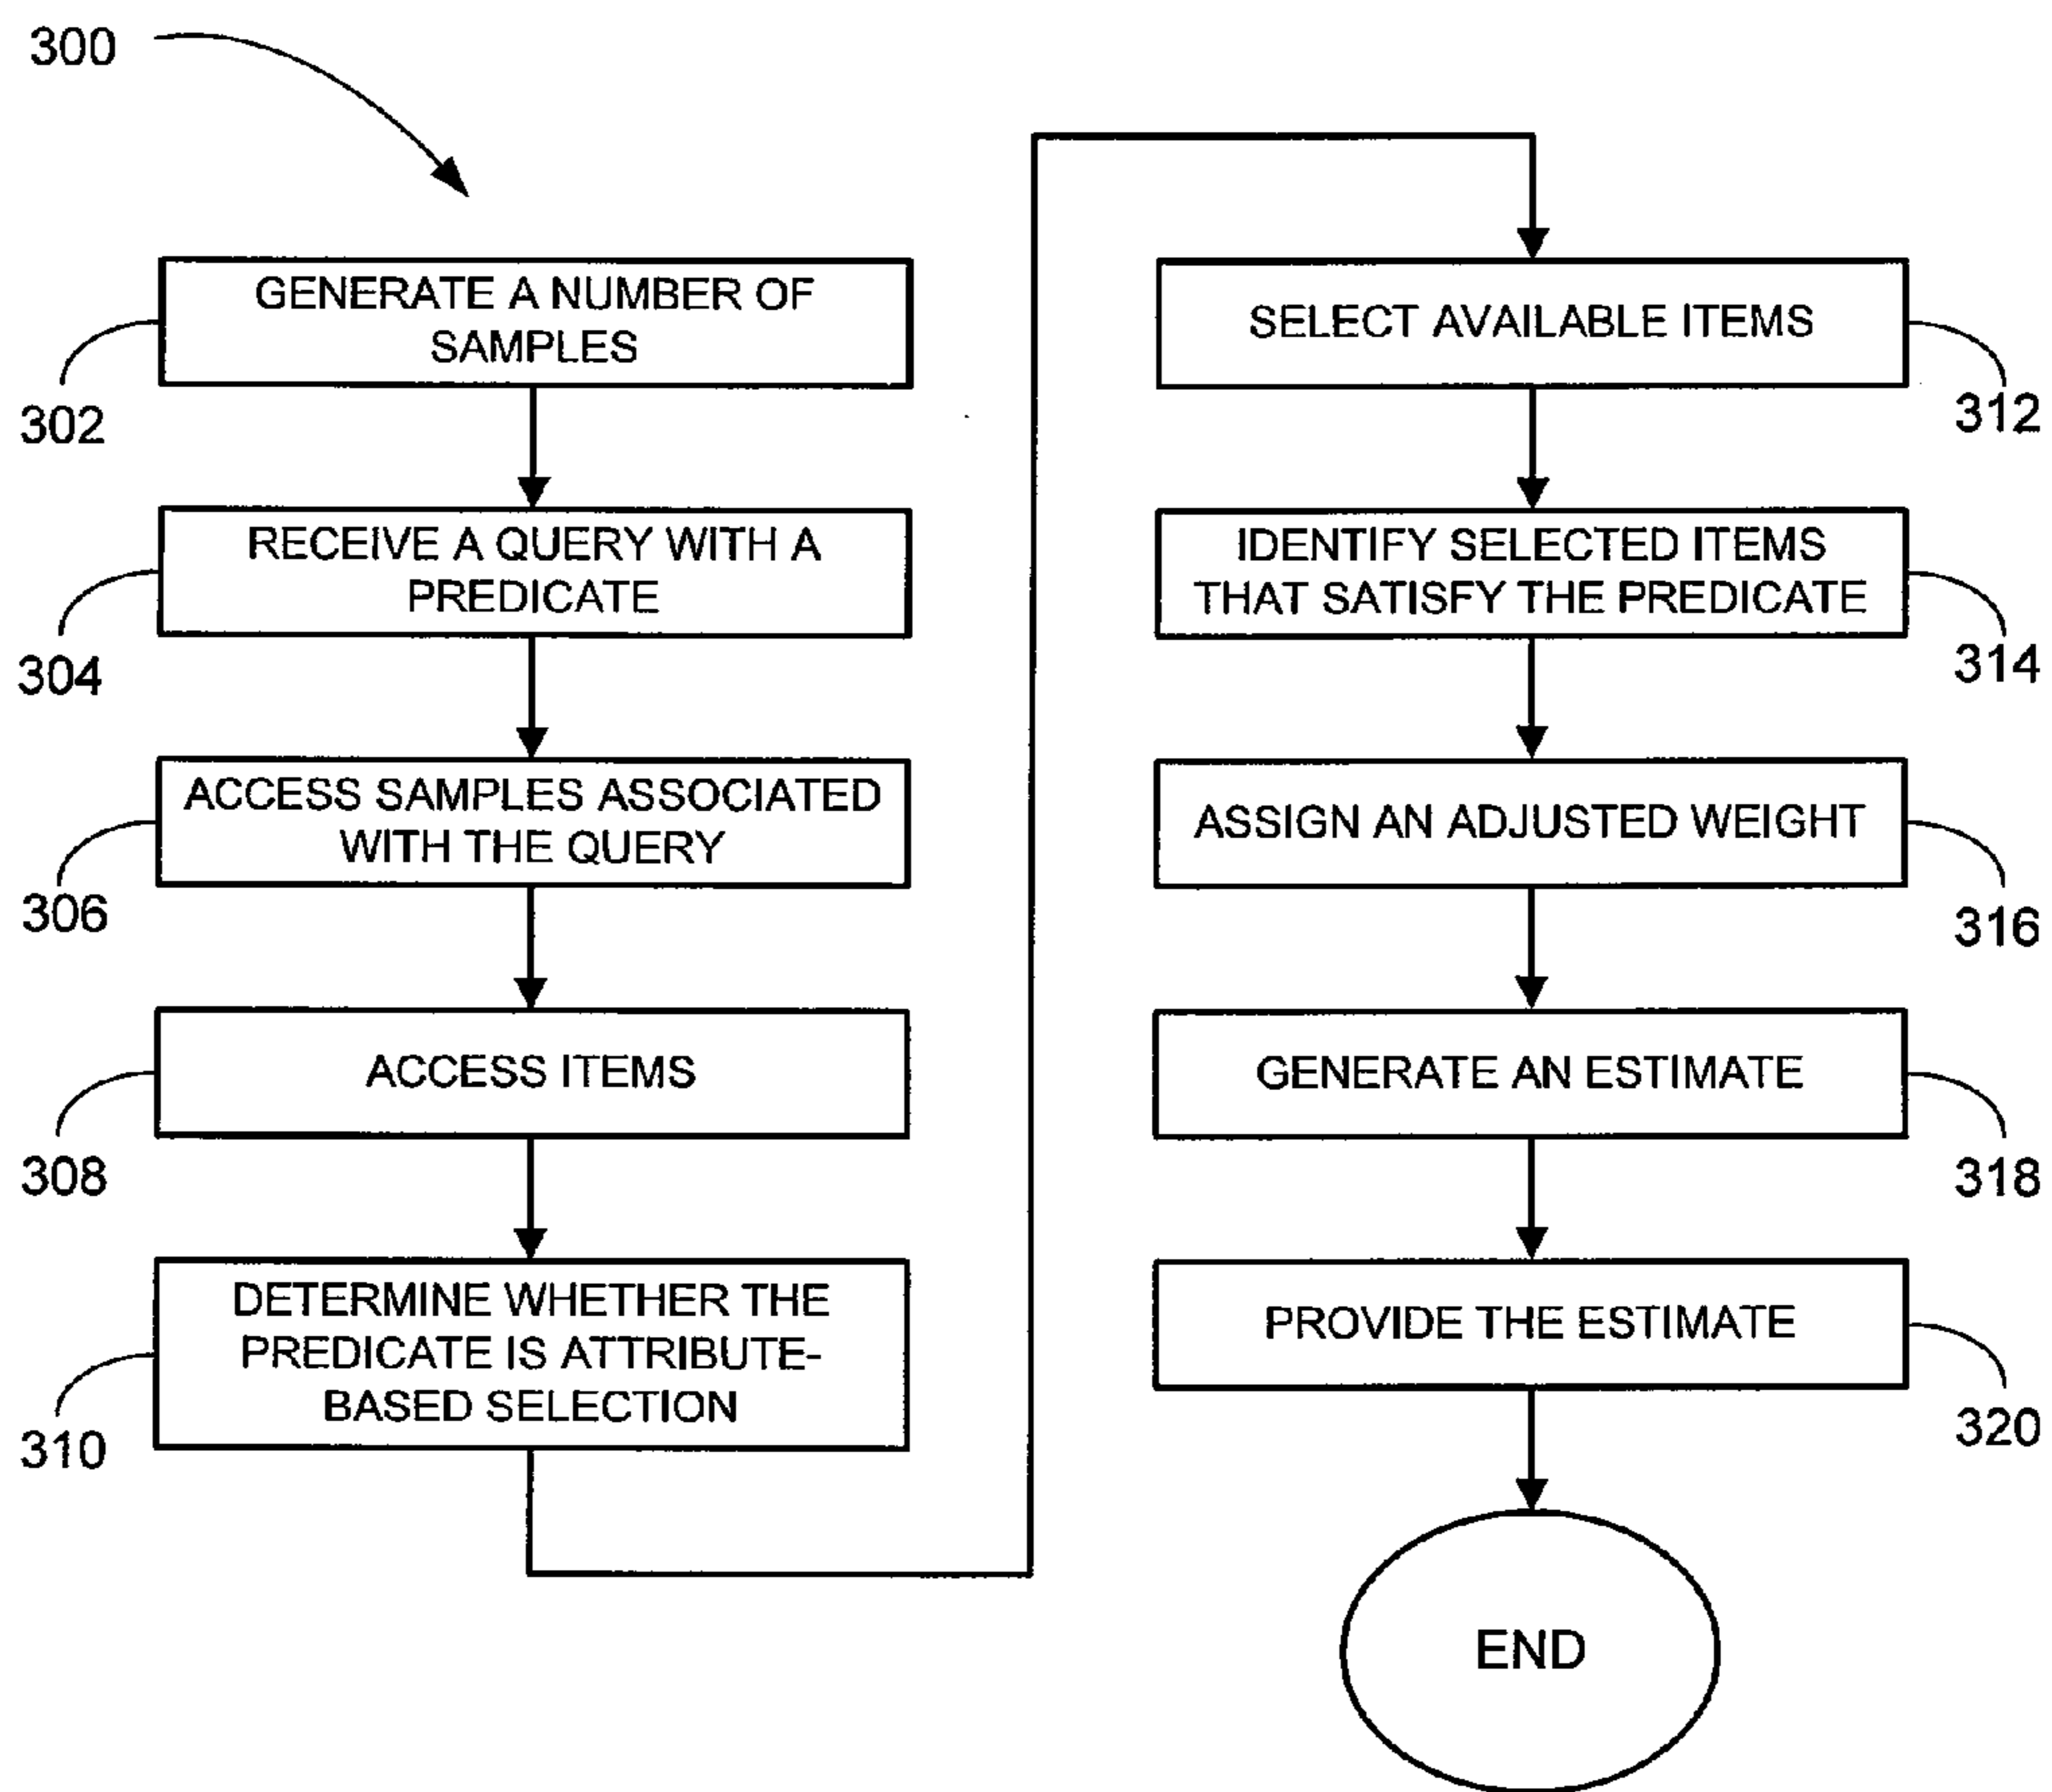 300
GENERATE A NUMBER OF
SAMPLES
302
RECEIVE A QUERY WITH A
PREDICATE
304
ACCESS SAMPLES ASSOCIATED
WITH THE QUERY
306
ACCESS ITEMS
308
DETERMINE WHETHER THE
PREDICATE IS ATTRIBUTE-
BASED SELECTION
310
SELECT AVAILABLE ITEMS
312
IDENTIFY SELECTED ITEMS
THAT SATISFY THE PREDICATE
314
ASSIGN AN ADJUSTED WEIGHT
316
GENERATE AN ESTIMATE
318
PROVIDE THE ESTIMATE
320
END